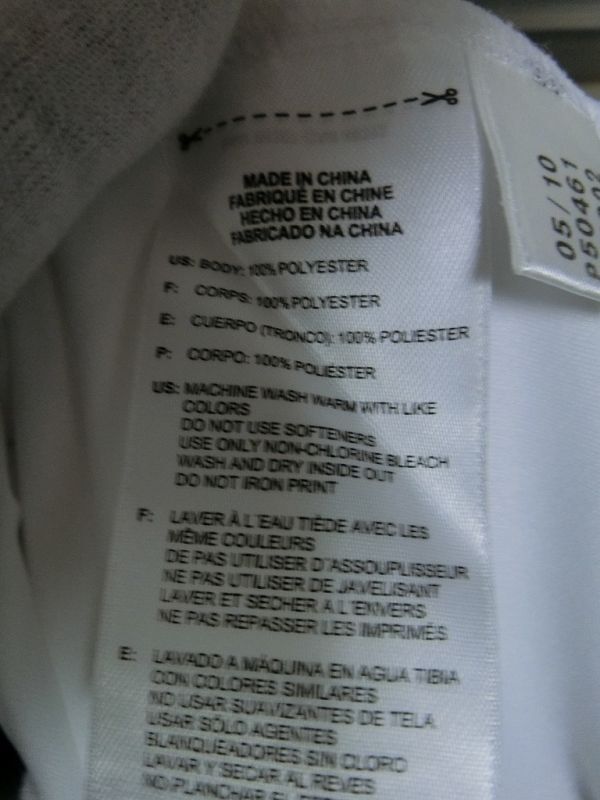 MADE IN CHINA
FABRIQUÉ EN CHINE
HECHO EN CHINA
FABRICADO NA CHINA
US: BODY: 100% POLYESTER
F: CORPS: 100% POLYESTER
E: CUERPO (TRONCO): 100% POLIESTER
P: CORPO: 100% POLIÉSTER
US: MACHINE WASH WARM WITH LIKE
COLORS
DO NOT USE SOFTENERS
USE ONLY NON-CHLORINE BLEACH
WASH AND DRY INSIDE OUT
DO NOT IRON PRINT
F: LAVER À L'EAU TIÈDE AVEC LES
MÊME COULEURS
DE PAS UTILISER D'ASSOUPLISSEUR
NE PAS UTILISER DE JAVELISANT
LAVER ET SECHER A L'ENVERS
NE PAS REPASSER LES IMPRIMÉS
E: LAVADO A MÁQUINA EN AGUA TIBIA
CON COLORES SIMILARES
NO USAR SUAVIZANTES DE TELA
USAR SÓLO AGENTES
BLANQUEADORES SIN CLORO
LAVAR Y SECAR AL REVES
NO PLANCHAR
05/10
P50461